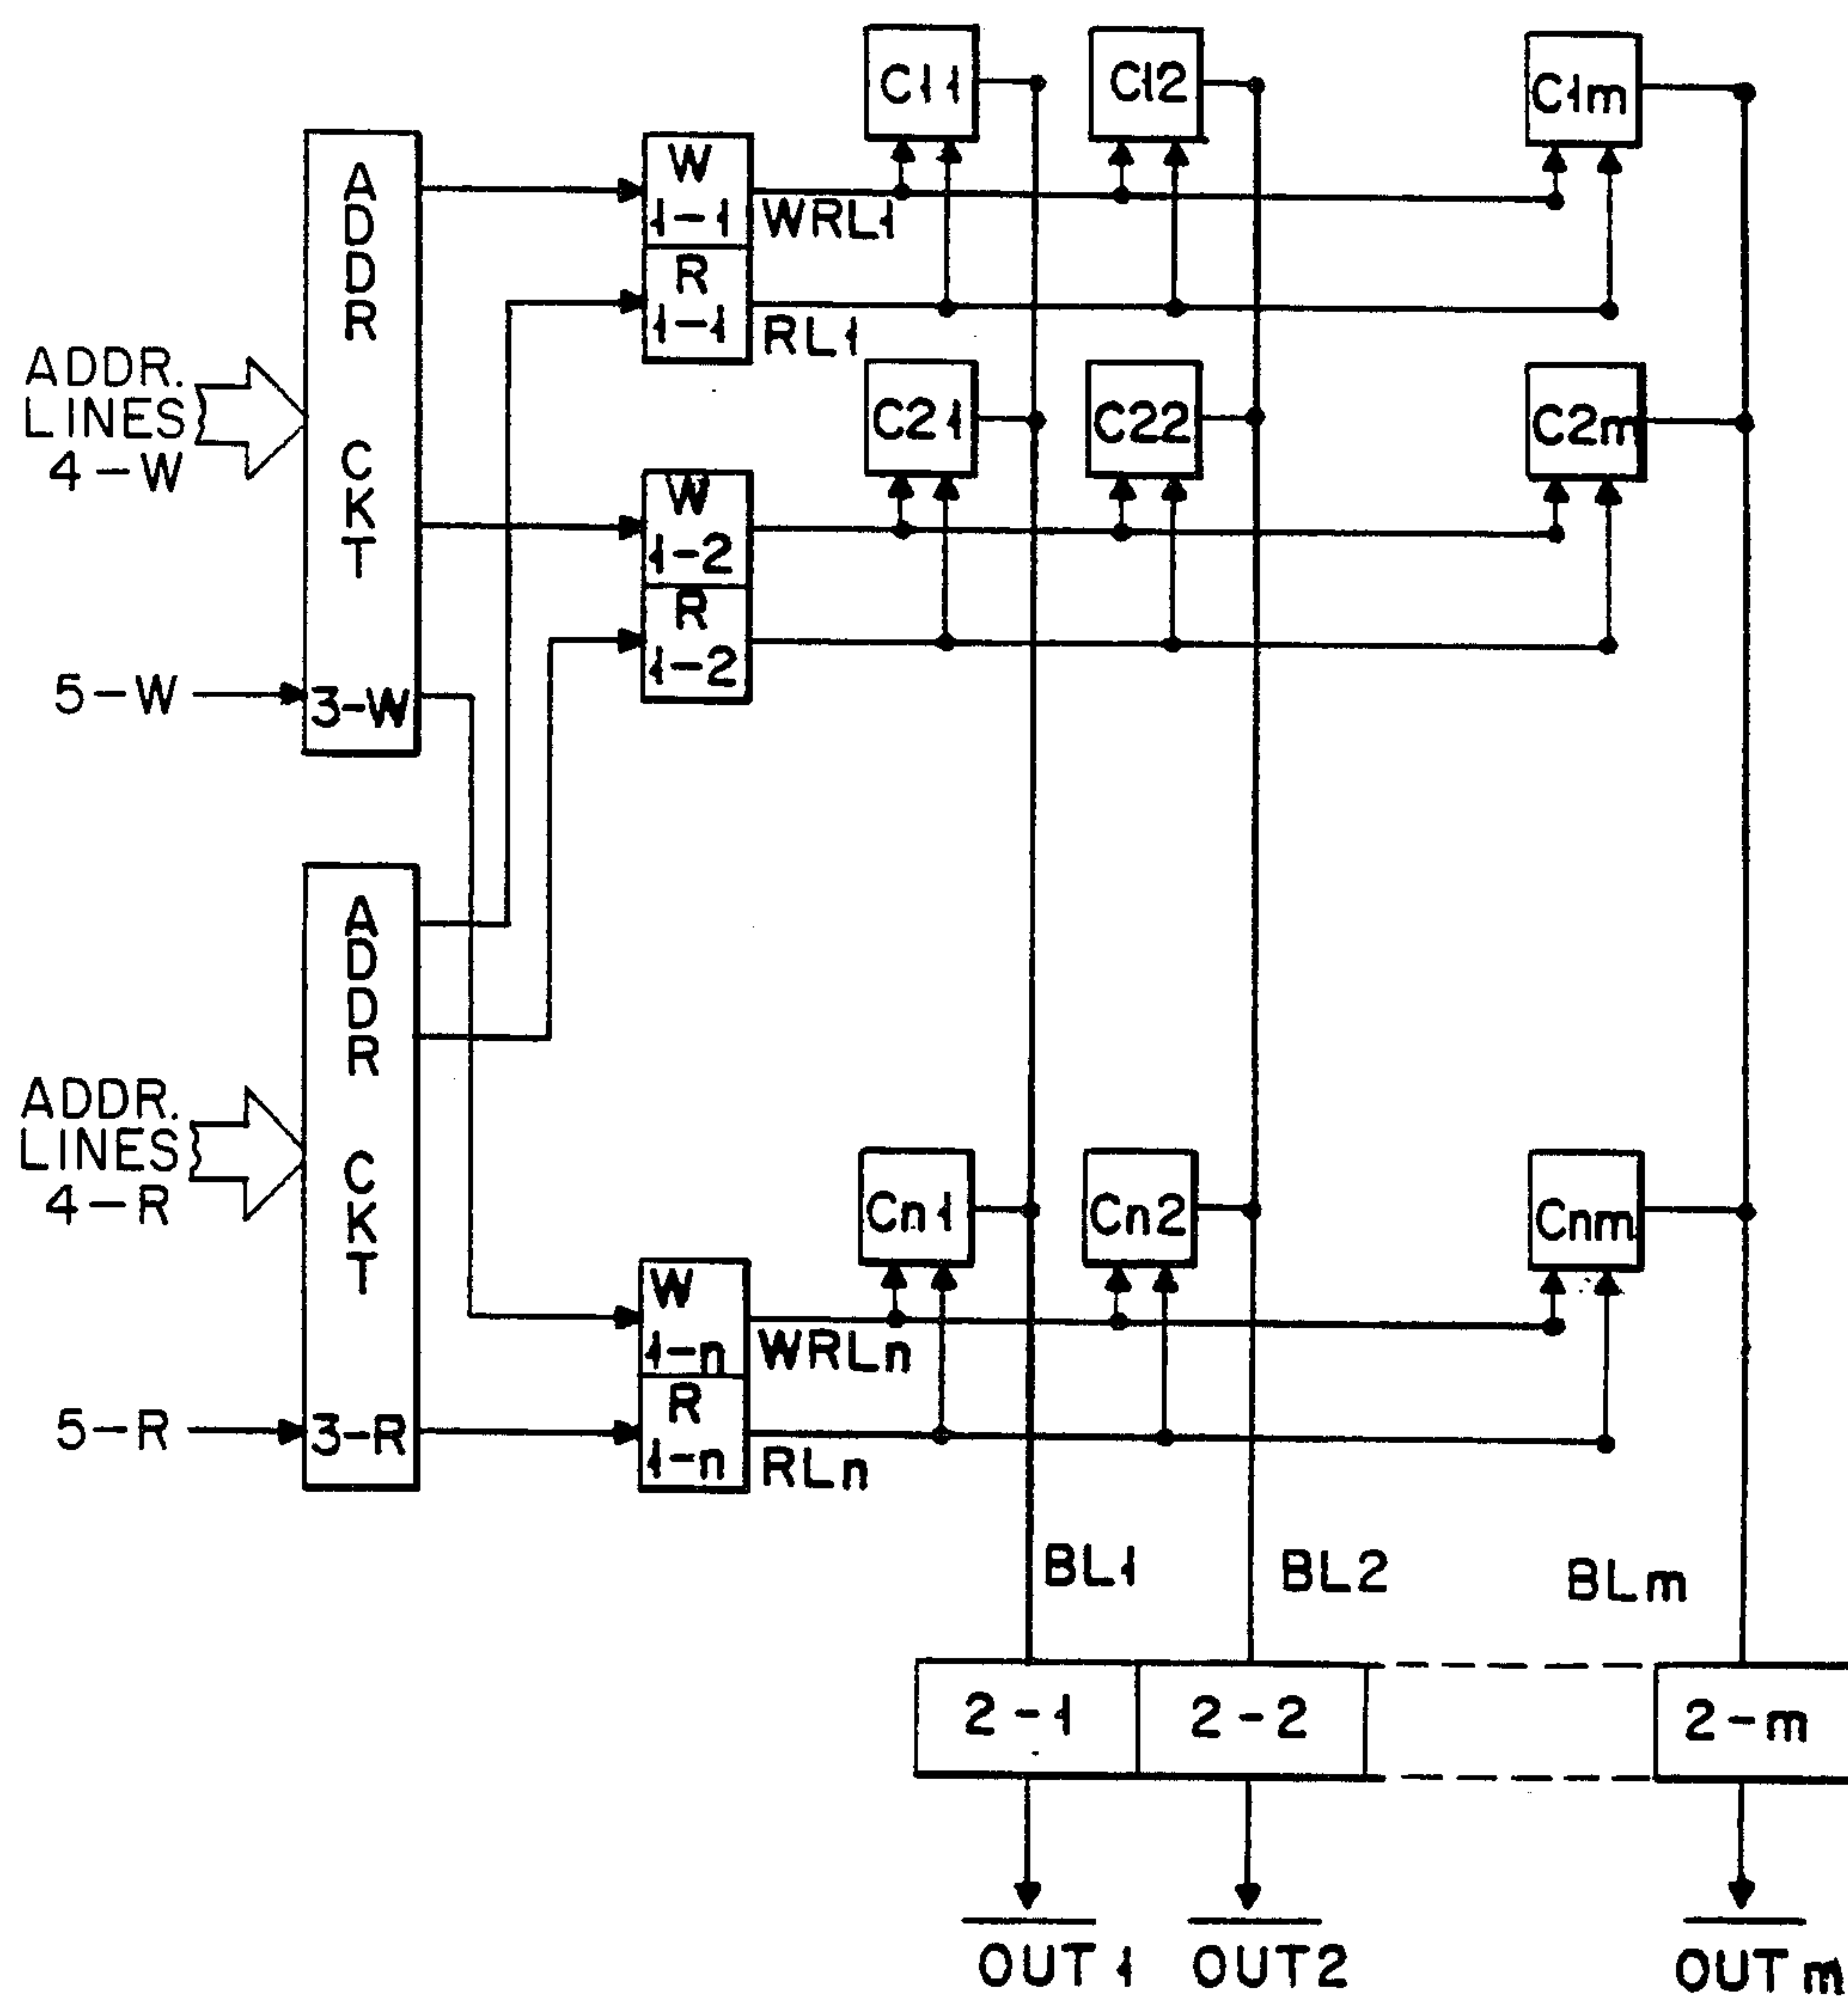 C11
C12
C1m
ADDR
CKT
3-W
W
1-1
R
1-1
WRL1
RL1
ADDR.
LINES
4-W
C21
C22
C2m
W
1-2
R
1-2
5-W
ADDR
CKT
3-R
ADDR.
LINES
4-R
Cn1
Cn2
Cnm
W
1-n
R
1-n
WRLn
RLn
5-R
BL1
BL2
BLm
2-1
2-2
2-m
OUT1
OUT2
OUTm